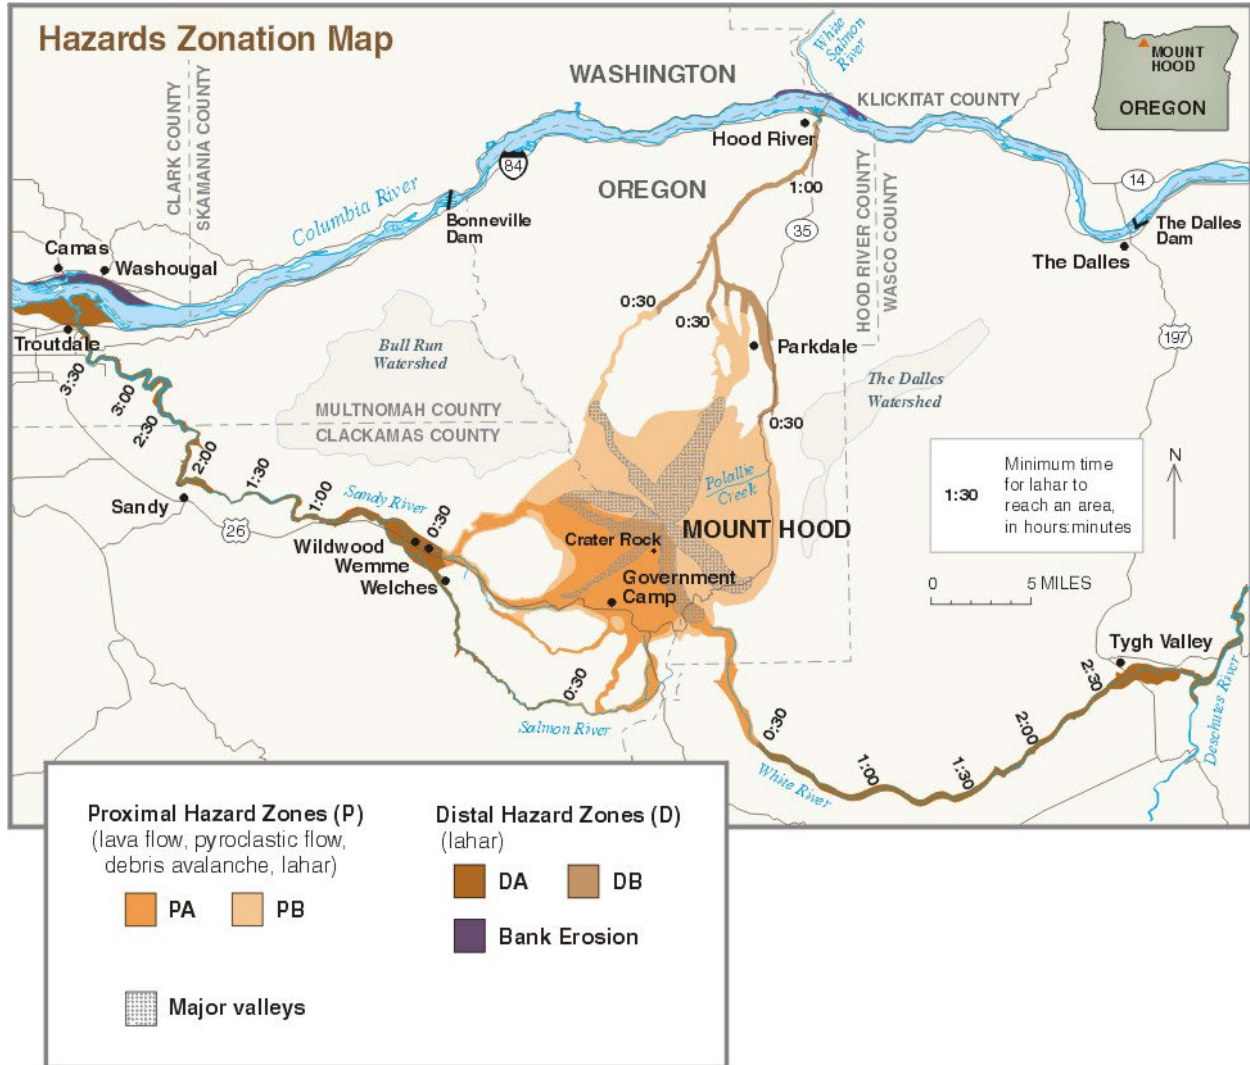 Hazards Zonation Map
White
Salmon
River
MOUNT
HOOD
OREGON
WASHINGTON
KLICKITAT COUNTY
CLARK COUNTY
SKAMANIA COUNTY
84
Hood River
OREGON
1:00
14
Columbia River
Bonneville
Dam
35
HOOD RIVER COUNTY
WASCO COUNTY
The Dalles
Dam
The Dalles
Camas
Washougal
0:30
0:30
Troutdale
Bull Run
Watershed
Parkdale
197
3:30
3:00
2:30
The Dalles
Watershed
MULTNOMAH COUNTY
CLACKAMAS COUNTY
0:30
2:00
1:30
1:00
Sandy River
0:30
Polallie
Creek
N
1:30
Minimum time
for lahar to
reach an area,
in hours:minutes
Sandy
26
Wildwood
Wemme
Welches
MOUNT HOOD
Crater Rock
Government
Camp
0 5 MILES
Tygh Valley
0:30
Salmon River
0:30
White River
1:00
1:30
2:00
2:30
Deschutes River
Proximal Hazard Zones (P)
(lava flow, pyroclastic flow,
debris avalanche, lahar)
PA
PB
Major valleys
Distal Hazard Zones (D)
(lahar)
DA
DB
Bank Erosion